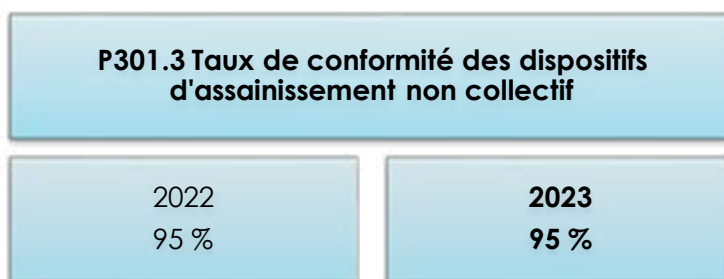 P301.3 Taux de conformité des dispositifs
d'assainissement non collectif
2022
95 %
2023
95 %